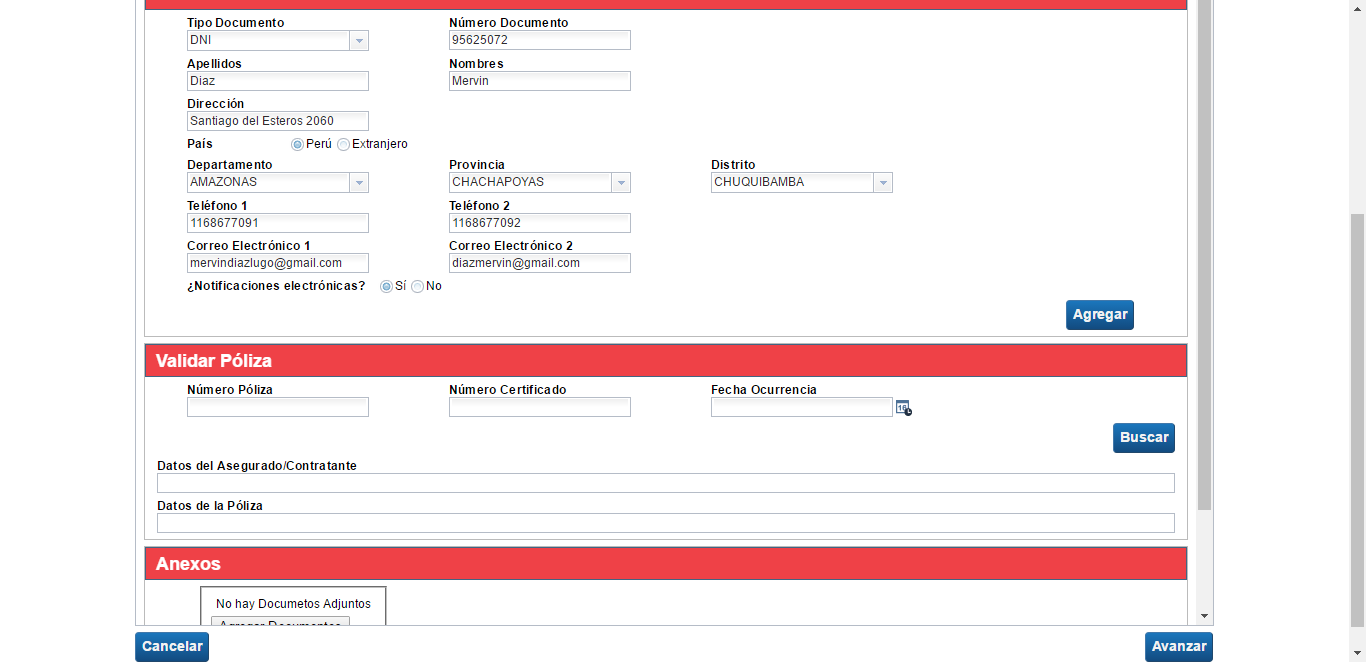 Tipo Documento Número Documento
DNI 95625072
Apellidos Nombres
Diaz Mervin
Dirección
Santiago del Esteros 2060
País Perú Extranjero
Departamento Provincia Distrito
AMAZONAS CHACHAPOYAS CHUQUIBAMBA
Teléfono 1 Teléfono 2
1168677091 1168677092
Correo Electrónico 1 Correo Electrónico 2
mervindiazlugo@gmail.com diazmervin@gmail.com
¿Notificaciones electrónicas? Sí No
Agregar
Validar Póliza
Número Póliza Número Certificado Fecha Ocurrencia
Buscar
Datos del Asegurado/Contratante
Datos de la Póliza
Anexos
No hay Documetos Adjuntos
Agregar Documentos
Cancelar Avanzar